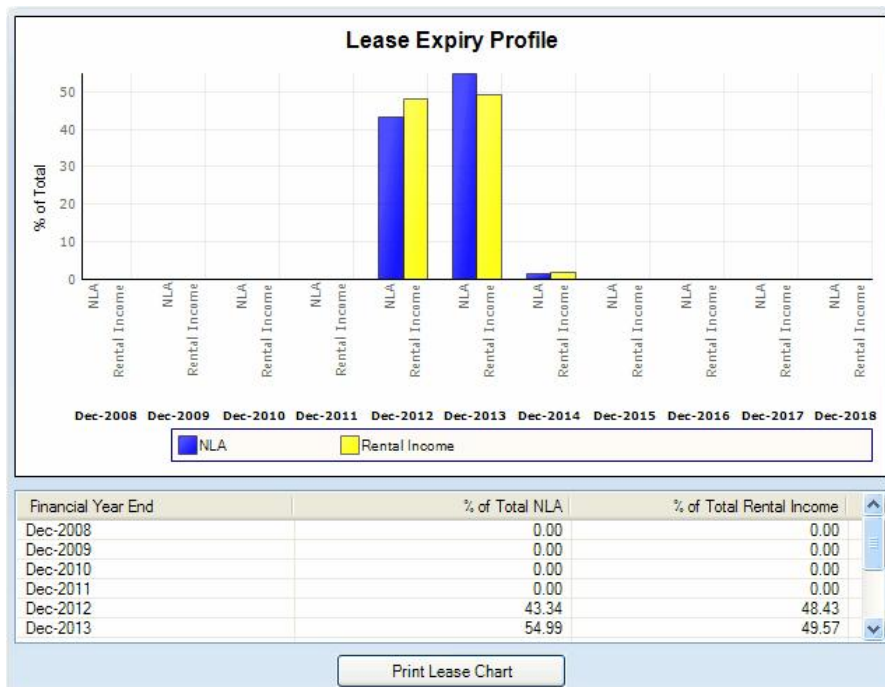 Lease Expiry Profile
% of Total
50
40
30
20
10
0
NLA Rental Income NLA Rental Income NLA Rental Income NLA Rental Income NLA Rental Income NLA Rental Income NLA Rental Income NLA Rental Income NLA Rental Income NLA Rental Income NLA Rental Income
Dec-2008 Dec-2009 Dec-2010 Dec-2011 Dec-2012 Dec-2013 Dec-2014 Dec-2015 Dec-2016 Dec-2017 Dec-2018
NLA Rental Income
Financial Year End % of Total NLA % of Total Rental Income
Dec-2008 0.00 0.00
Dec-2009 0.00 0.00
Dec-2010 0.00 0.00
Dec-2011 0.00 0.00
Dec-2012 43.34 48.43
Dec-2013 54.99 49.57
Print Lease Chart